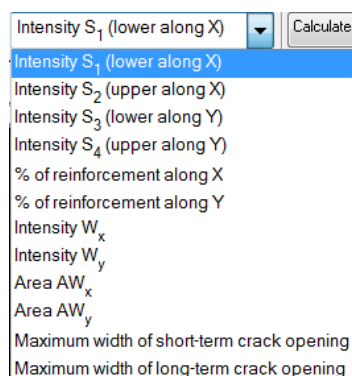 Intensity S₁ (lower along X) Calculate
Intensity S₁ (lower along X)
Intensity S₂ (upper along X)
Intensity S₃ (lower along Y)
Intensity S₄ (upper along Y)
% of reinforcement along X
% of reinforcement along Y
Intensity Wₓ
Intensity Wᵧ
Area AWₓ
Area AWᵧ
Maximum width of short-term crack opening
Maximum width of long-term crack opening